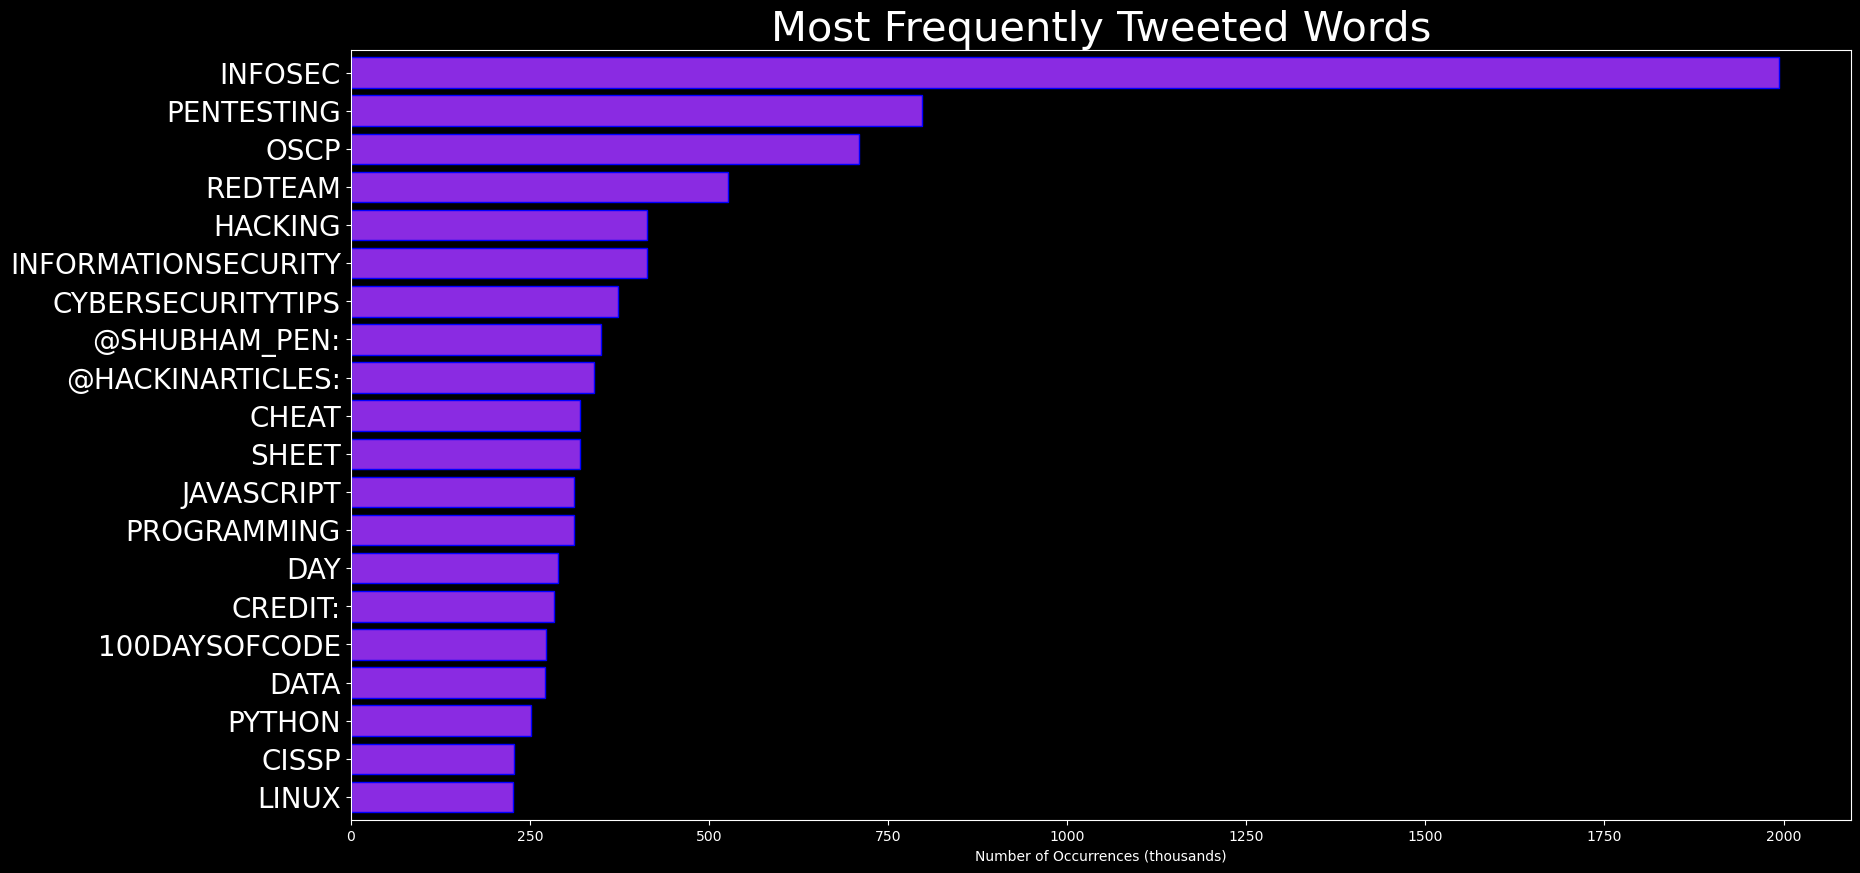 Most Frequently Tweeted Words
INFOSEC
PENTESTING
OSCP
REDTEAM
HACKING
INFORMATIONSECURITY
CYBERSECURITYTIPS
@SHUBHAM_PEN:
@HACKINARTICLES:
CHEAT
SHEET
JAVASCRIPT
PROGRAMMING
DAY
CREDIT:
100DAYSOFCODE
DATA
PYTHON
CISSP
LINUX
0 250 500 750 1000 1250 1500 1750 2000
Number of Occurrences (thousands)